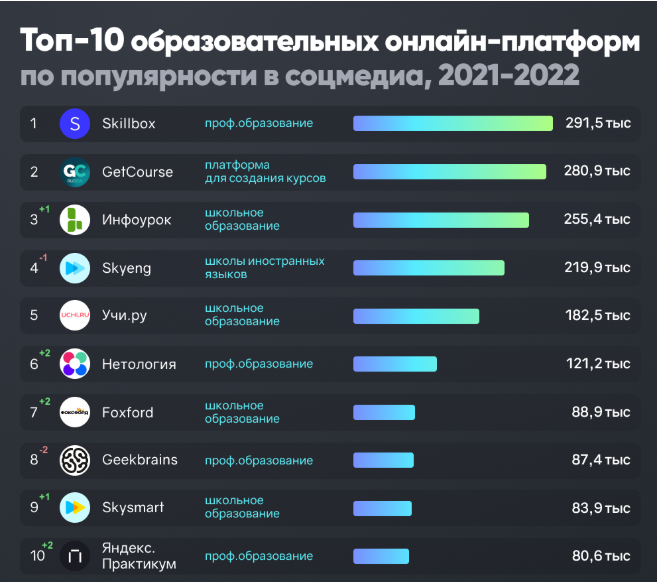 Топ-10 образовательных онлайн-платформ
по популярности в соцмедиа, 2021-2022
1 S Skillbox проф.образование 291,5 тыс
2 GC GetCourse платформа
для создания курсов 280,9 тыс
3 +1 Инфоурок школьное
образование 255,4 тыс
4 -1 Skyeng школы иностранных
языков 219,9 тыс
5 UCHi.RU Учи.ру школьное
образование 182,5 тыс
6 +2 Нетология проф.образование 121,2 тыс
7 +2 Foxford школьное
образование 88,9 тыс
8 -2 Geekbrains проф.образование 87,4 тыс
9 +1 Skysmart школьное
образование 83,9 тыс
10 +2 Яндекс.
Практикум проф.образование 80,6 тыс